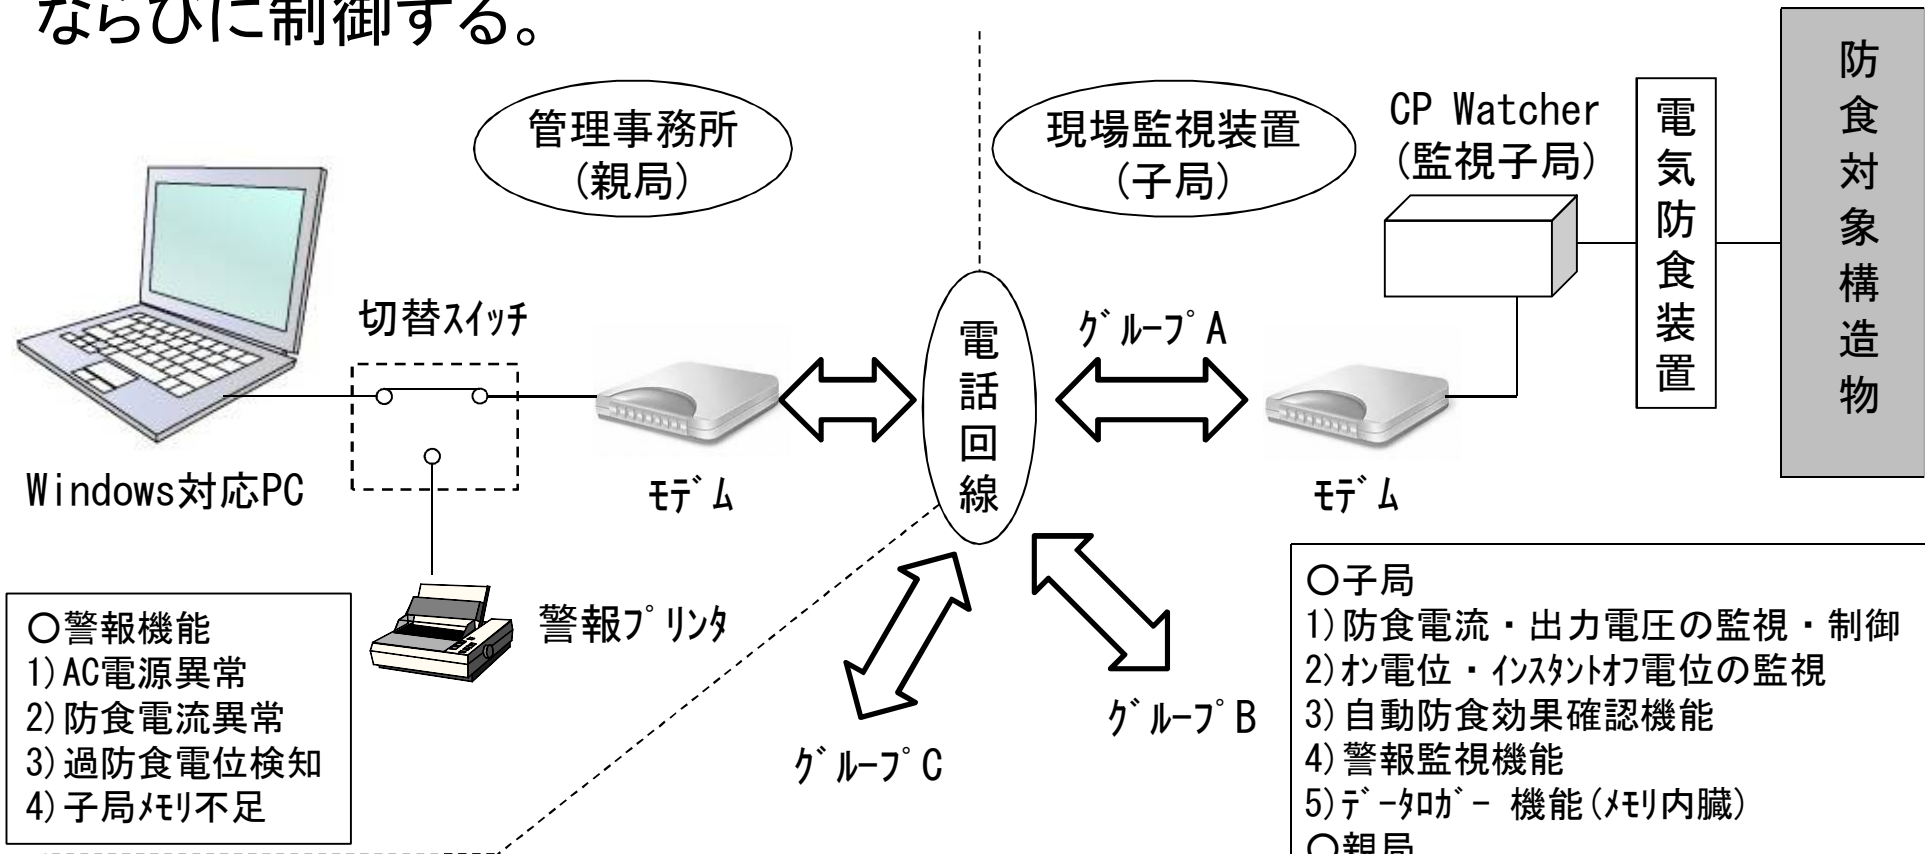 ならびに制御する。
管理事務所
(親局)
現場監視装置
(子局)
CP Watcher
(監視子局)
電気防食装置
防食対象構造物
切替ｽｲｯﾁ
電話回線
ｸﾞﾙｰﾌﾟA
Windows対応PC
ﾓﾃﾞﾑ
ﾓﾃﾞﾑ
警報ﾌﾟﾘﾝﾀ
ｸﾞﾙｰﾌﾟB
ｸﾞﾙｰﾌﾟC
○警報機能
1)AC電源異常
2)防食電流異常
3)過防食電位検知
4)子局ﾒﾓﾘ不足
○子局
1)防食電流・出力電圧の監視・制御
2)ｵﾝ電位・ｲﾝｽﾀﾝﾄｵﾌ電位の監視
3)自動防食効果確認機能
4)警報監視機能
5)ﾃﾞｰﾀﾛｶﾞｰ 機能(ﾒﾓﾘ内臓)
○親局